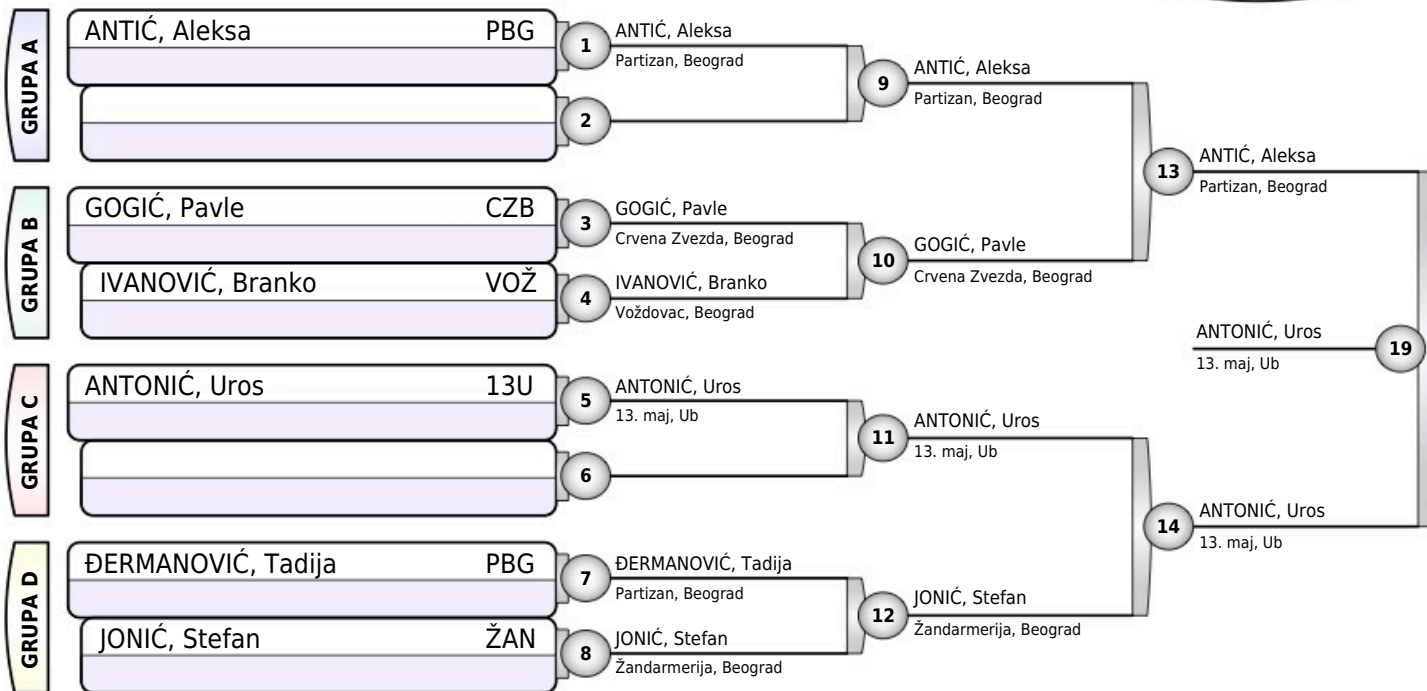 GRUPA A
ANTIĆ, Aleksa PBG
1
ANTIĆ, Aleksa
Partizan, Beograd
2
9
ANTIĆ, Aleksa
Partizan, Beograd
GRUPA B
GOGIĆ, Pavle CZB
3
GOGIĆ, Pavle
Crvena Zvezda, Beograd
IVANOVIĆ, Branko VOŽ
4
IVANOVIĆ, Branko
Voždovac, Beograd
10
GOGIĆ, Pavle
Crvena Zvezda, Beograd
13
ANTIĆ, Aleksa
Partizan, Beograd
GRUPA C
ANTONIĆ, Uros 13U
5
ANTONIĆ, Uros
13. maj, Ub
6
11
ANTONIĆ, Uros
13. maj, Ub
GRUPA D
ĐERMANOVIĆ, Tadija PBG
7
ĐERMANOVIĆ, Tadija
Partizan, Beograd
JONIĆ, Stefan ŽAN
8
JONIĆ, Stefan
Žandarmerija, Beograd
12
JONIĆ, Stefan
Žandarmerija, Beograd
14
ANTONIĆ, Uros
13. maj, Ub
ANTONIĆ, Uros
13. maj, Ub
19